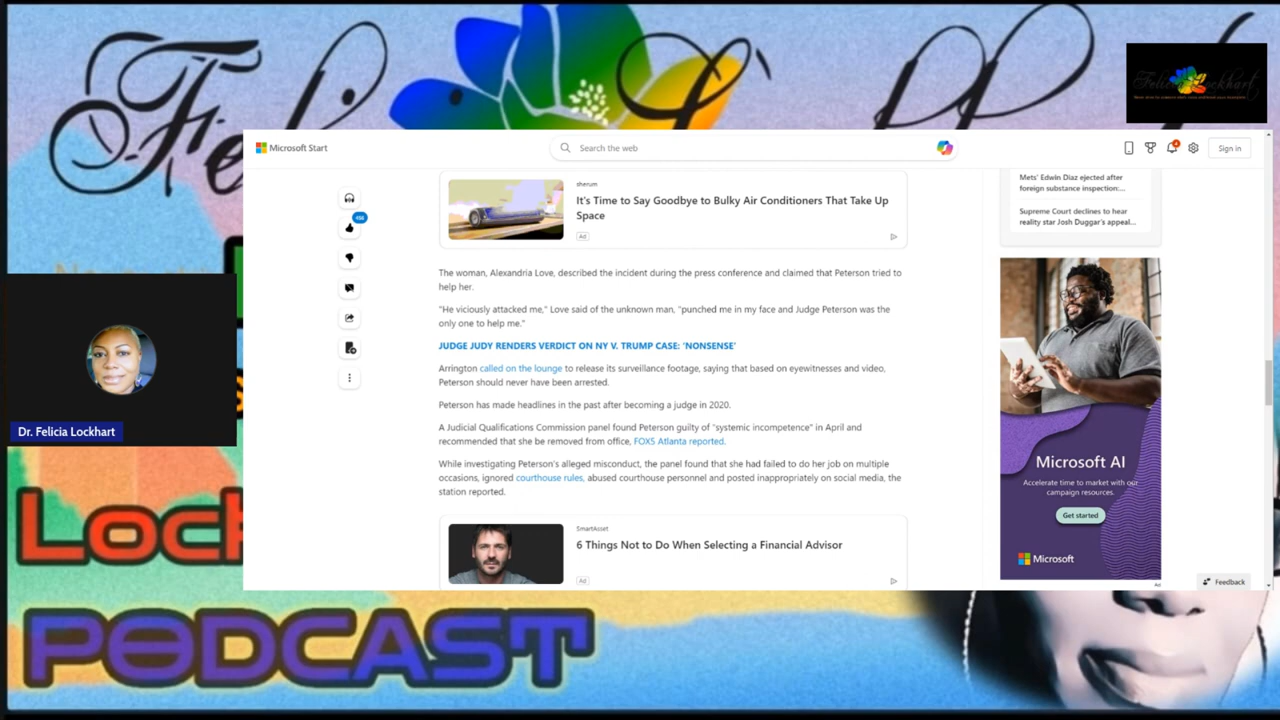 Felicia Lockhart
Microsoft Start
Search the web
4
Sign in
sherum
It's Time to Say Goodbye to Bulky Air Conditioners That Take Up
Space
Ad
Mets' Edwin Diaz ejected after
foreign substance inspection:...
Supreme Court declines to hear
reality star Josh Duggar's appeal...
456
The woman, Alexandria Love, described the incident during the press conference and claimed that Peterson tried to
help her.
"He viciously attacked me," Love said of the unknown man, "punched me in my face and Judge Peterson was the
only one to help me."
JUDGE JUDY RENDERS VERDICT ON NY V. TRUMP CASE: 'NONSENSE'
Arrington called on the lounge to release its surveillance footage, saying that based on eyewitnesses and video,
Peterson should never have been arrested.
Peterson has made headlines in the past after becoming a judge in 2020.
A Judicial Qualifications Commission panel found Peterson guilty of "systemic incompetence" in April and
recommended that she be removed from office, FOX5 Atlanta reported.
While investigating Peterson's alleged misconduct, the panel found that she had failed to do her job on multiple
occasions, ignored courthouse rules, abused courthouse personnel and posted inappropriately on social media, the
station reported.
SmartAsset
6 Things Not to Do When Selecting a Financial Advisor
Ad
Microsoft AI
Accelerate time to market with our
campaign resources.
Get started
Microsoft
Ad
Feedback
Dr. Felicia Lockhart
Lock
PODCAST